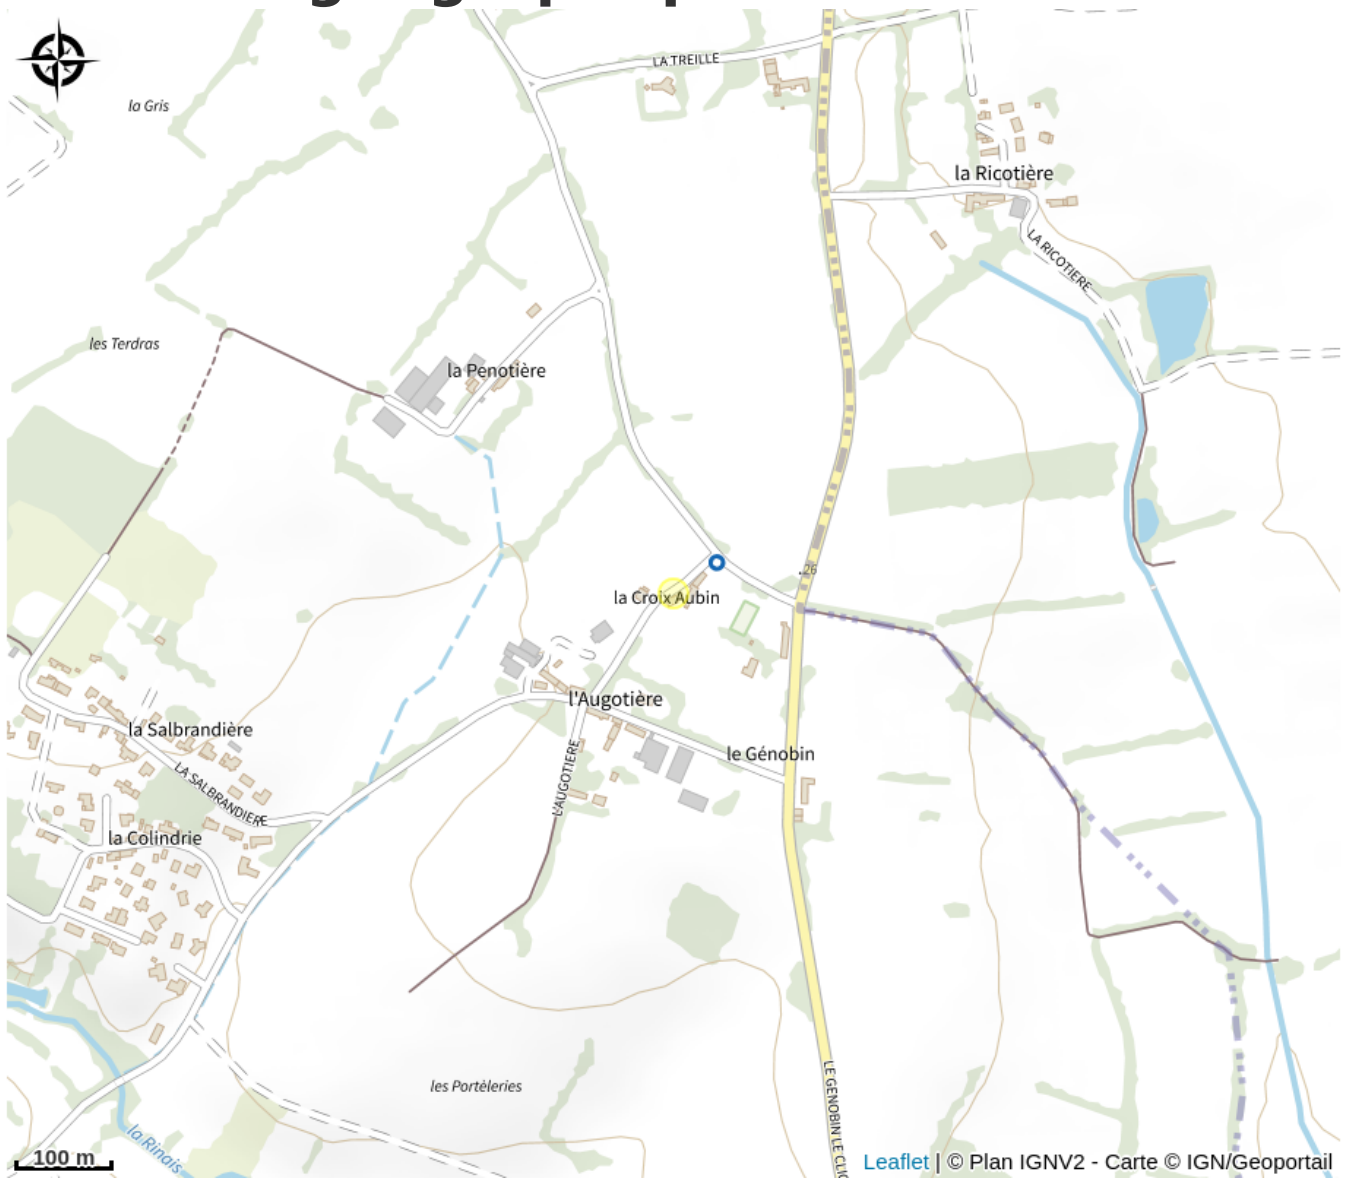 LA TREILLE
la Gris
la Ricotière
LA RICOTIERE
les Terdras
la Penotière
.26
la Croix Aubin
l'Augotière
la Salbrandière
le Génobin
L'AUGOTIERE
LA SALBRANDIERE
la Colindrie
les Portèleries
LE GENOBIN LE CLIC
la Rinais
100 m
Leaflet | © Plan IGNV2 - Carte © IGN/Geoportail